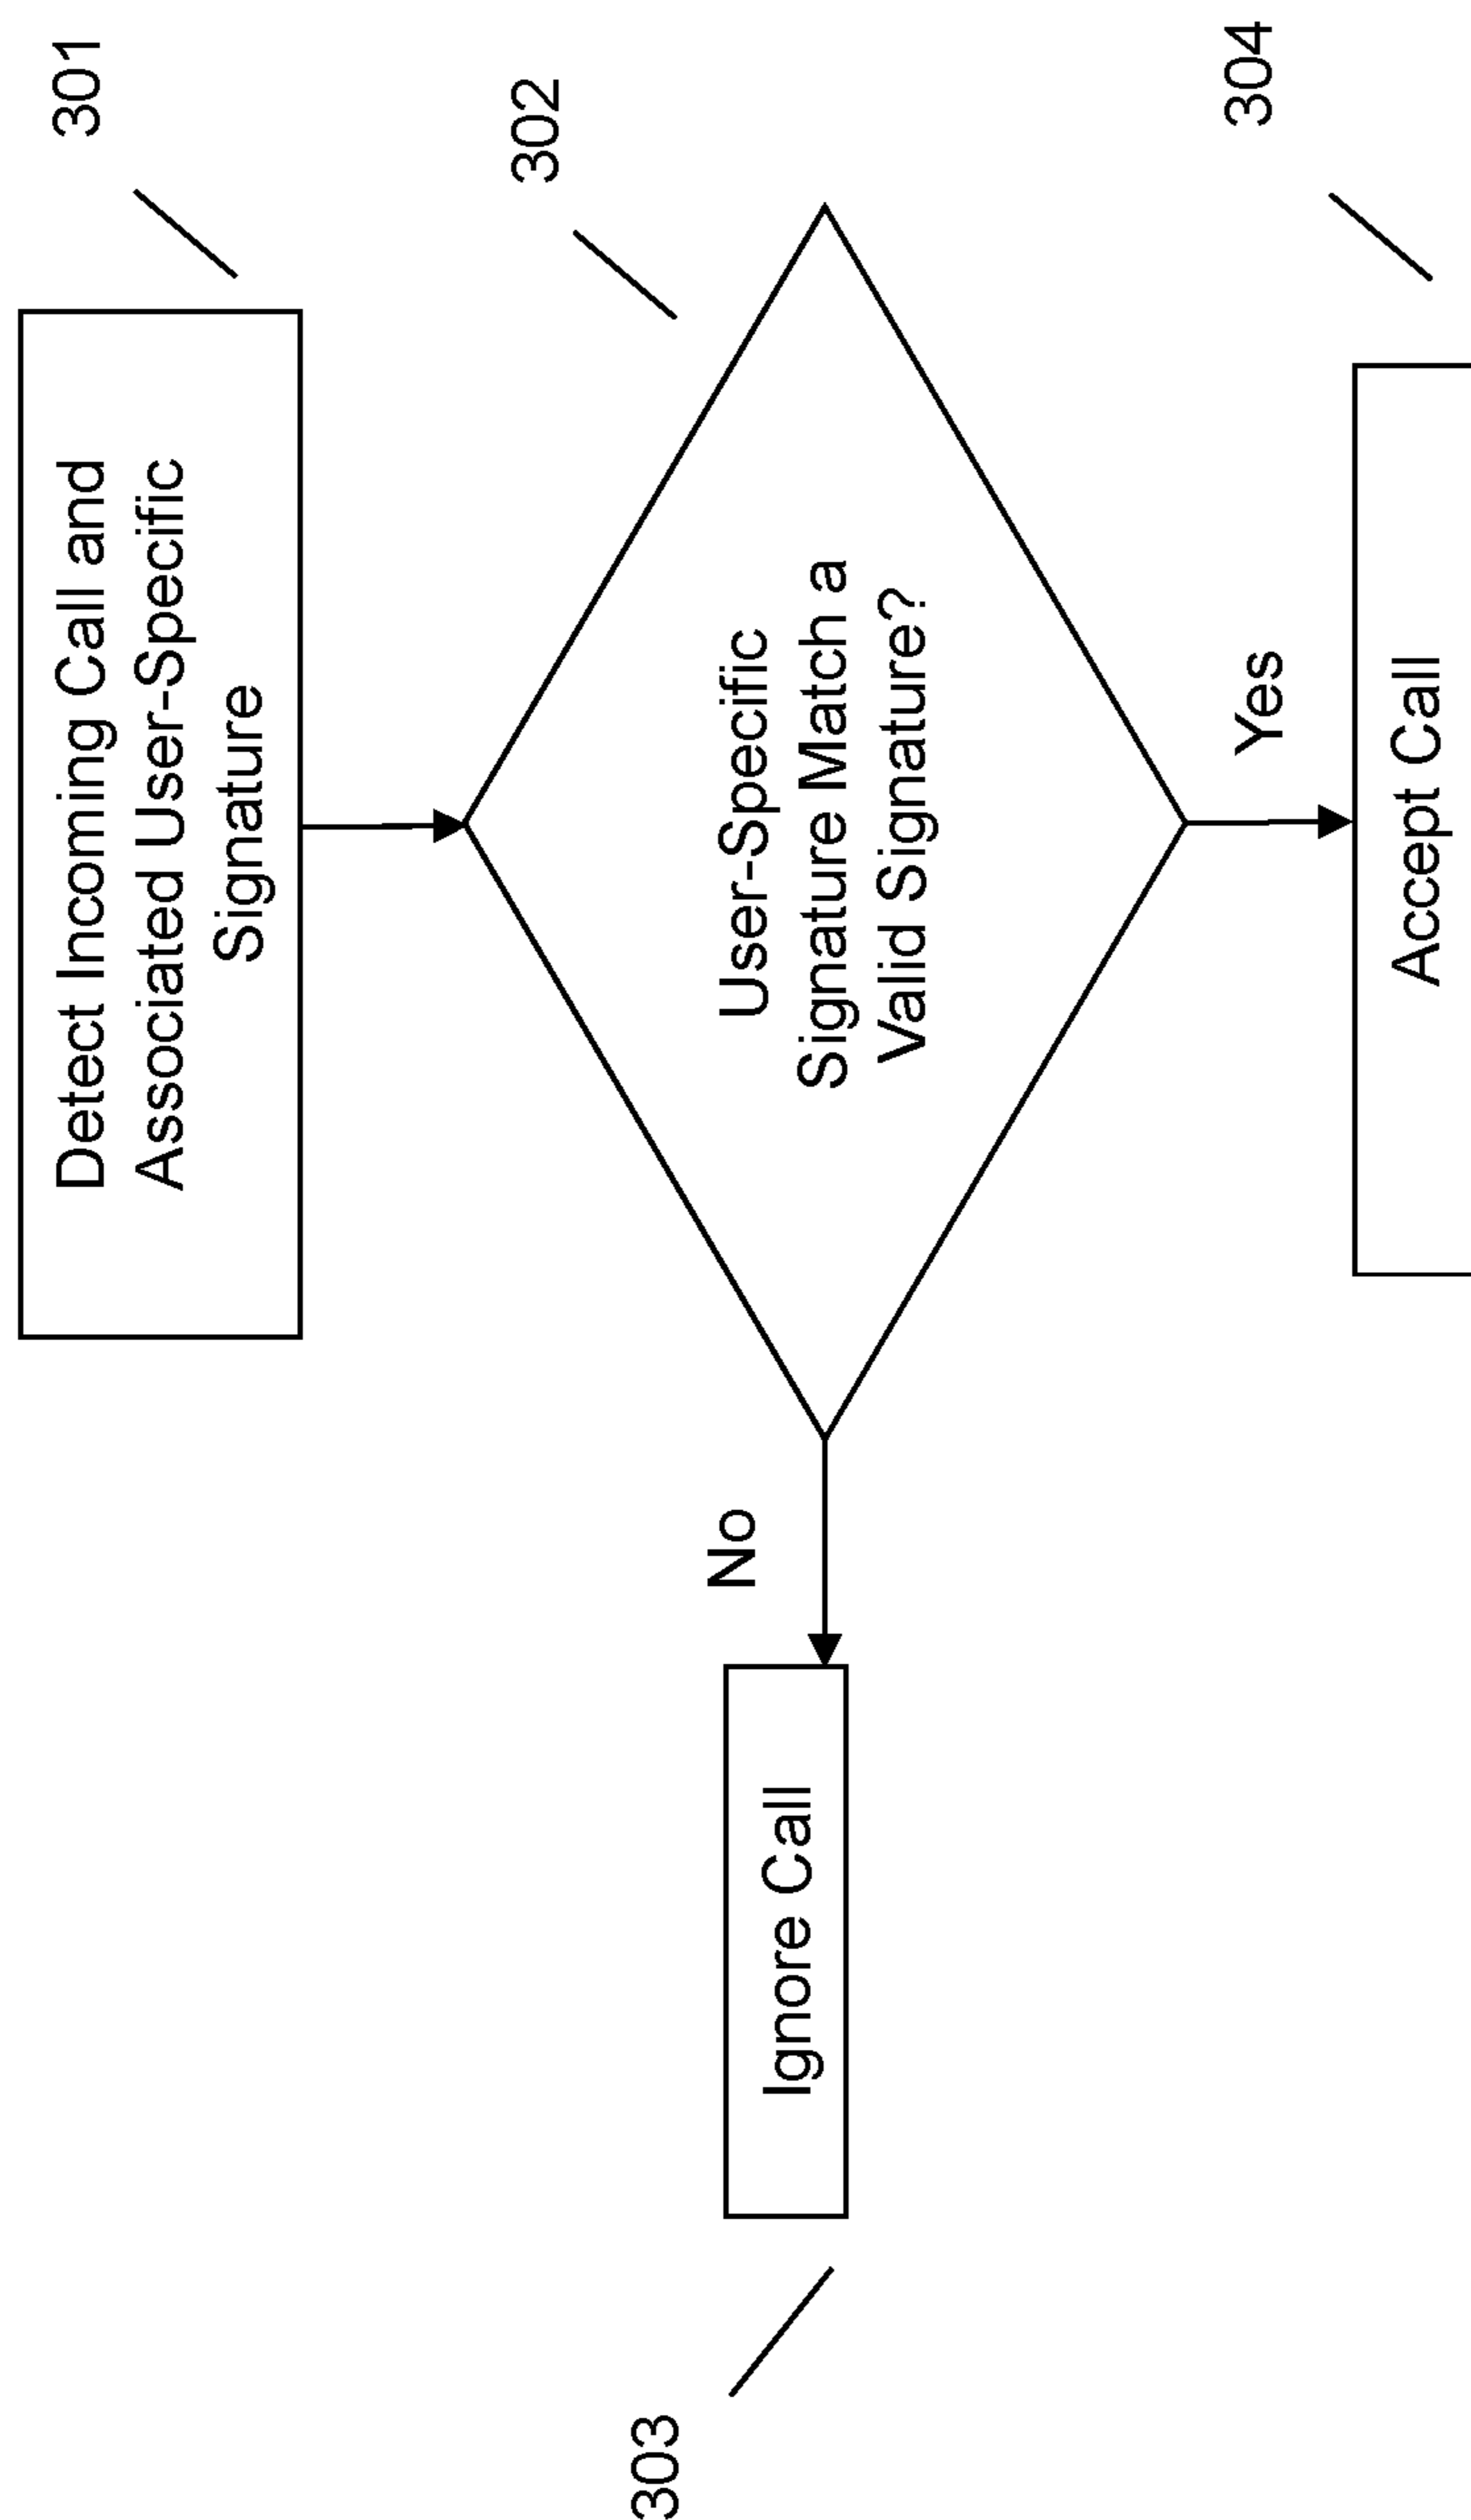 301
Detect Incoming Call and
Associated User-Specific
Signature
302
User-Specific
Signature Match a
Valid Signature?
No
303
Ignore Call
Yes
304
Accept Call